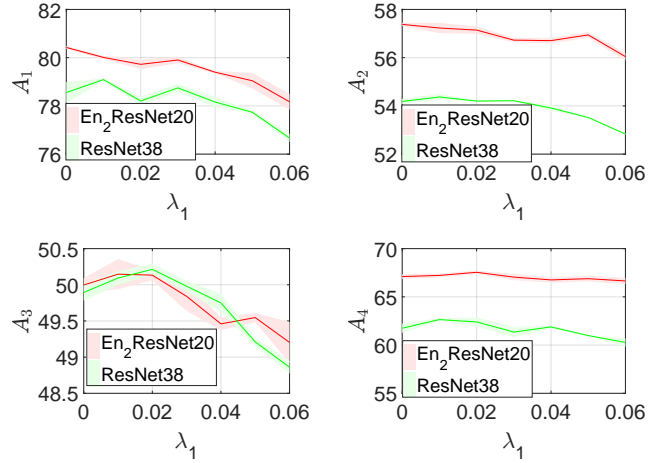 A₁
82
80
78
76
En₂ResNet20
ResNet38
0 0.02 0.04 0.06
λ₁
A₂
58
56
54
52
En₂ResNet20
ResNet38
0 0.02 0.04 0.06
λ₁
A₃
50.5
50
49.5
49
48.5
En₂ResNet20
ResNet38
0 0.02 0.04 0.06
λ₁
A₄
70
65
60
55
En₂ResNet20
ResNet38
0 0.02 0.04 0.06
λ₁